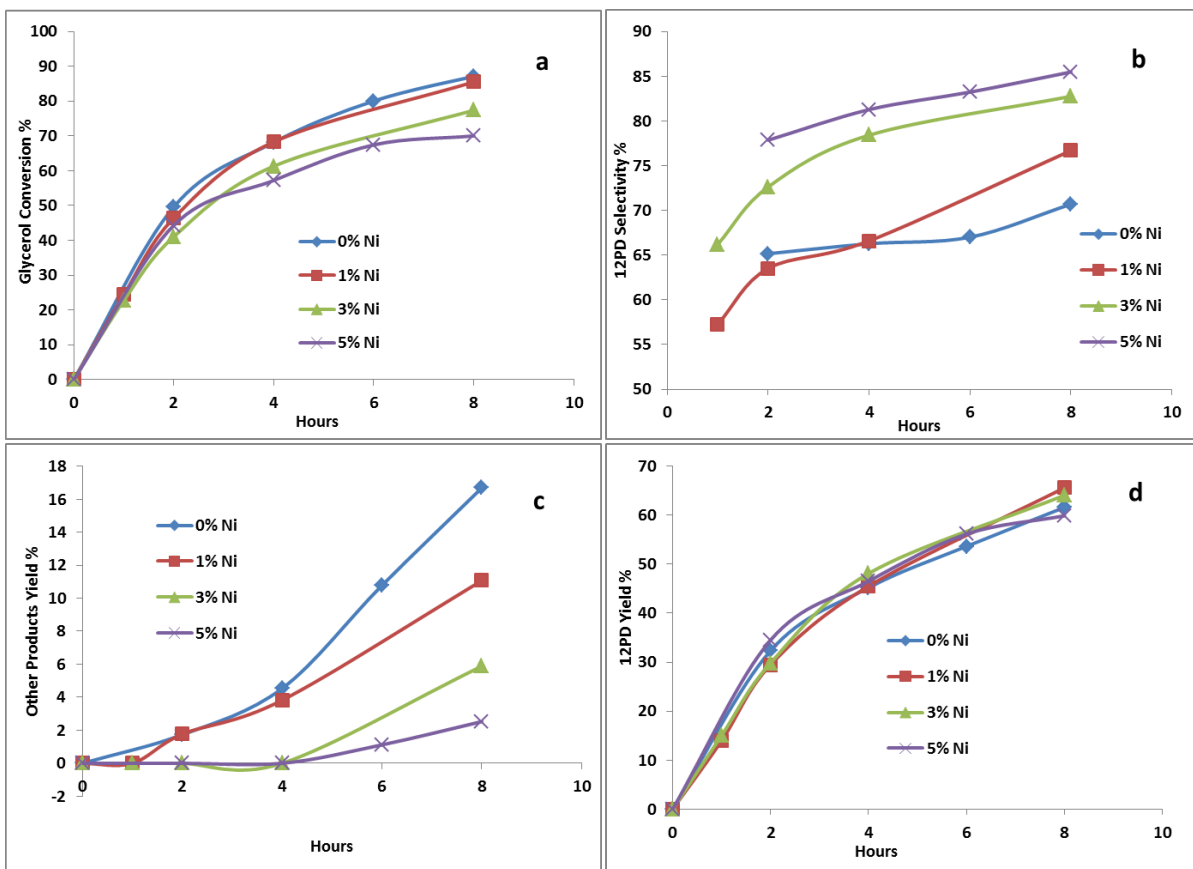 a
Glycerol Conversion %
100
90
80
70
60
50
40
30
20
10
0
0 2 4 6 8 10
Hours
0% Ni
1% Ni
3% Ni
5% Ni
b
12PD Selectivity %
90
85
80
75
70
65
60
55
50
0 2 4 6 8 10
Hours
0% Ni
1% Ni
3% Ni
5% Ni
c
Other Products Yield %
18
16
14
12
10
8
6
4
2
0
-2
0 2 4 6 8 10
Hours
0% Ni
1% Ni
3% Ni
5% Ni
d
12PD Yield %
70
60
50
40
30
20
10
0
0 2 4 6 8 10
Hours
0% Ni
1% Ni
3% Ni
5% Ni